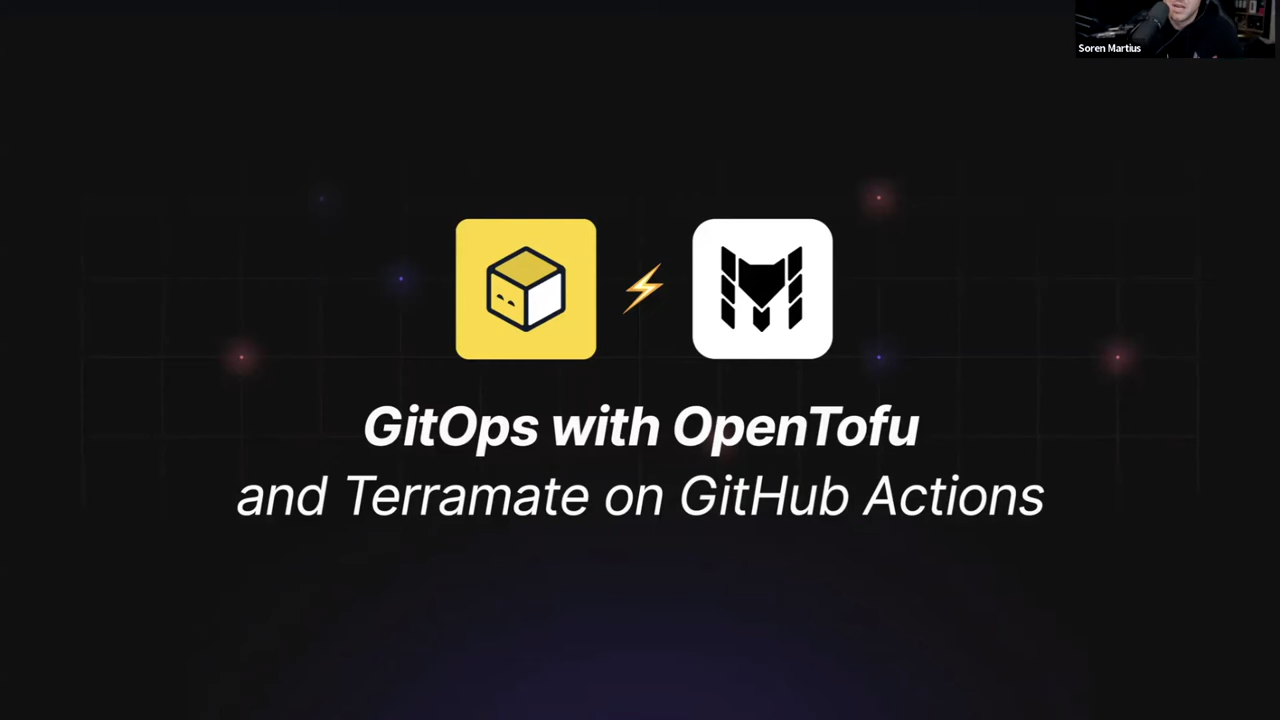 Soren Martius
GitOps with OpenTofu
and Terramate on GitHub Actions